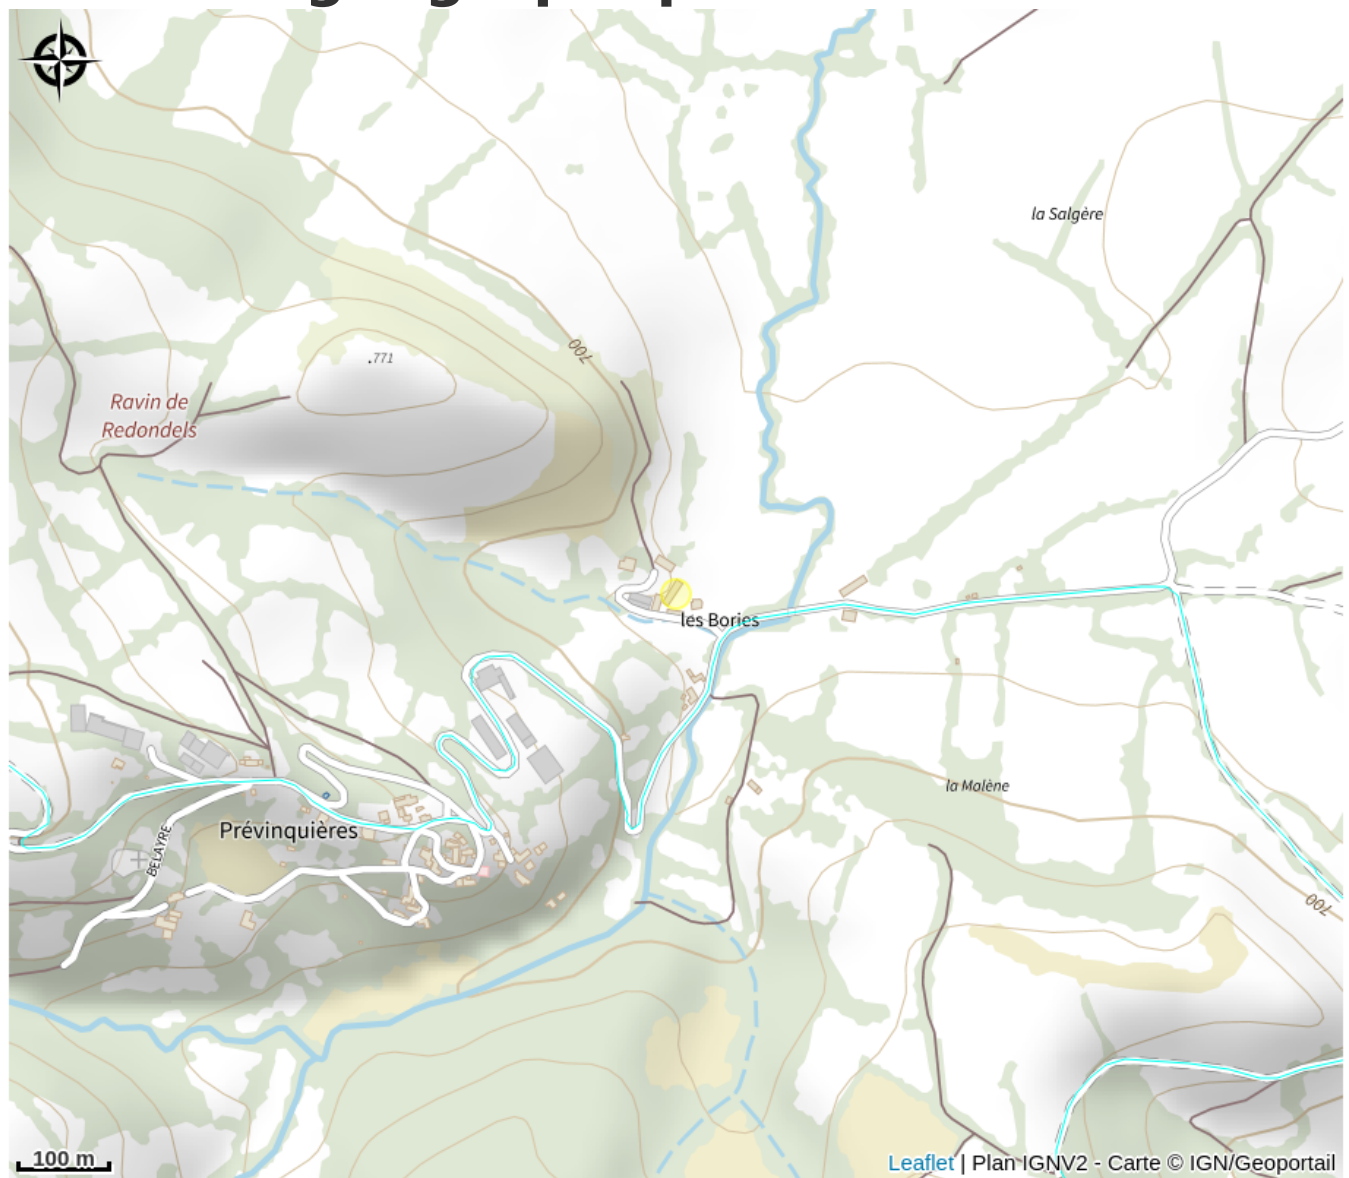 la Salgère
700
.771
Ravin de
Redondels
les Bories
la Malène
Prévinquières
BELAYRE
700
100 m
Leaflet | Plan IGNV2 - Carte © IGN/Geoportail